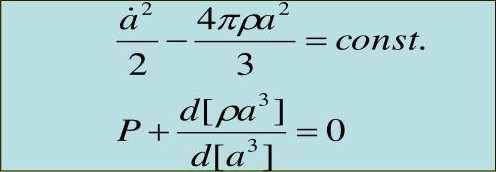 ȧ²/2 − 4πρa²/3 = const.
P + d[ρa³]/d[a³] = 0